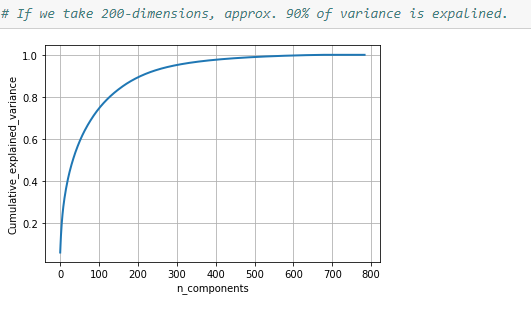 # If we take 200-dimensions, approx. 90% of variance is expalined.
1.0
0.8
0.6
0.4
0.2
Cumulative_explained_variance
0 100 200 300 400 500 600 700 800
n_components